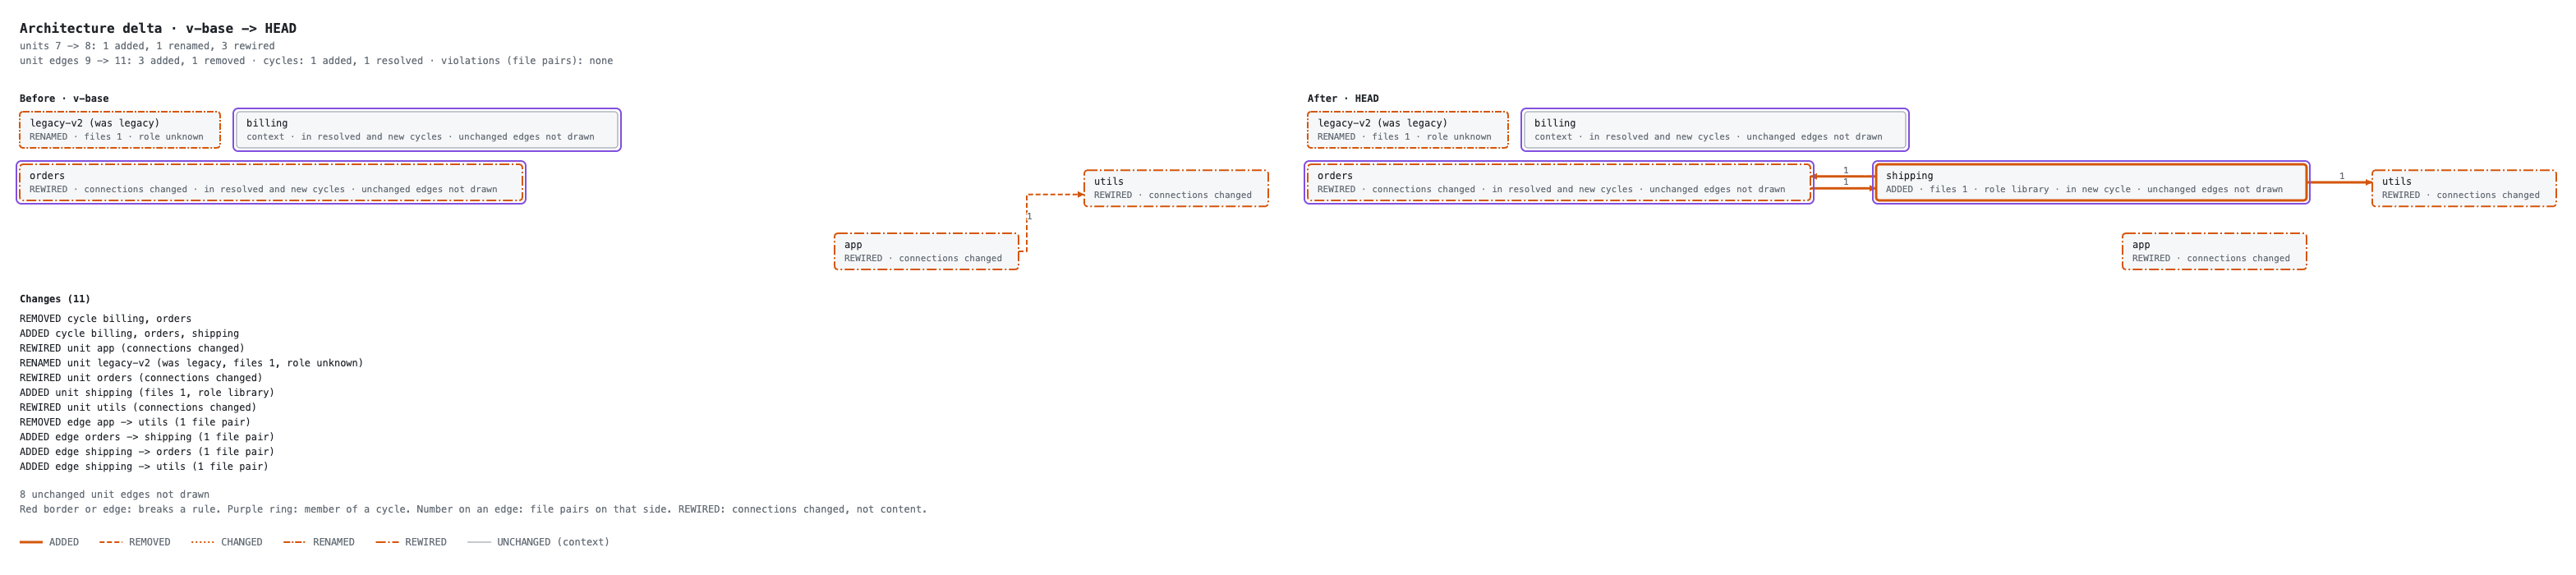 Architecture delta · v-base -> HEAD
units 7 -> 8: 1 added, 1 renamed, 3 rewired
unit edges 9 -> 11: 3 added, 1 removed · cycles: 1 added, 1 resolved · violations (file pairs): none
Before · v-base
legacy-v2 (was legacy)
RENAMED · files 1 · role unknown
billing
context · in resolved and new cycles · unchanged edges not drawn
orders
REWIRED · connections changed · in resolved and new cycles · unchanged edges not drawn
utils
REWIRED · connections changed
1
app
REWIRED · connections changed
After · HEAD
legacy-v2 (was legacy)
RENAMED · files 1 · role unknown
billing
context · in resolved and new cycles · unchanged edges not drawn
orders
REWIRED · connections changed · in resolved and new cycles · unchanged edges not drawn
1
1
shipping
ADDED · files 1 · role library · in new cycle · unchanged edges not drawn
1
utils
REWIRED · connections changed
app
REWIRED · connections changed
Changes (11)
REMOVED cycle billing, orders
ADDED cycle billing, orders, shipping
REWIRED unit app (connections changed)
RENAMED unit legacy-v2 (was legacy, files 1, role unknown)
REWIRED unit orders (connections changed)
ADDED unit shipping (files 1, role library)
REWIRED unit utils (connections changed)
REMOVED edge app -> utils (1 file pair)
ADDED edge orders -> shipping (1 file pair)
ADDED edge shipping -> orders (1 file pair)
ADDED edge shipping -> utils (1 file pair)
8 unchanged unit edges not drawn
Red border or edge: breaks a rule. Purple ring: member of a cycle. Number on an edge: file pairs on that side. REWIRED: connections changed, not content.
ADDED REMOVED CHANGED RENAMED REWIRED UNCHANGED (context)